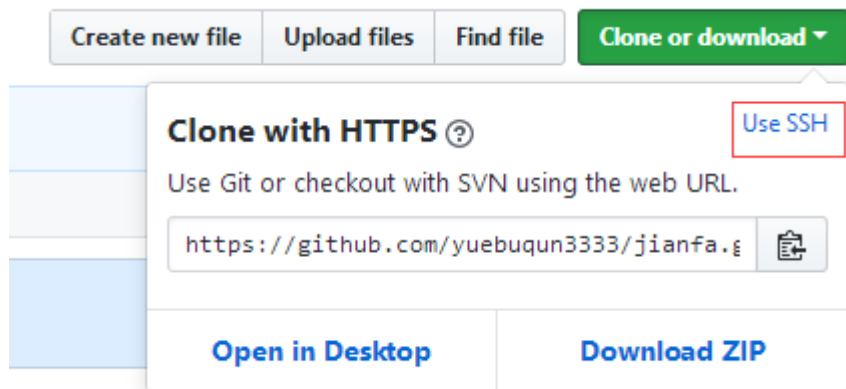 Create new file Upload files Find file Clone or download
Clone with HTTPS Use SSH
Use Git or checkout with SVN using the web URL.
https://github.com/yuebuqun3333/jianfa.g
Open in Desktop Download ZIP